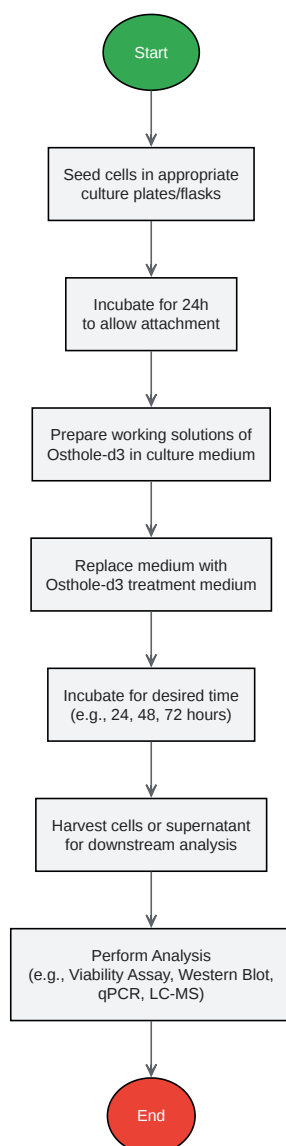 Start
Seed cells in appropriate
culture plates/flasks
Incubate for 24h
to allow attachment
Prepare working solutions of
Osthole-d3 in culture medium
Replace medium with
Osthole-d3 treatment medium
Incubate for desired time
(e.g., 24, 48, 72 hours)
Harvest cells or supernatant
for downstream analysis
Perform Analysis
(e.g., Viability Assay, Western Blot,
qPCR, LC-MS)
End